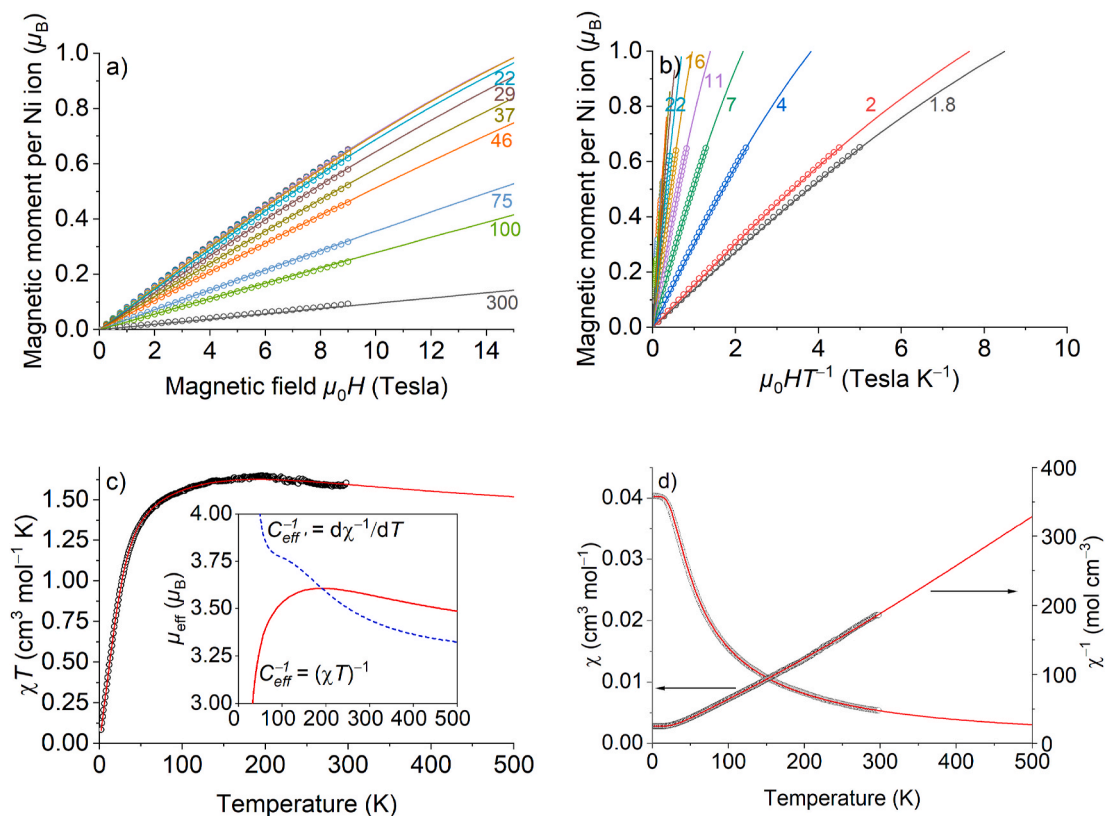 a)
Magnetic moment per Ni ion (μB)
1.0
0.8
0.6
0.4
0.2
0.0
22
29
37
46
75
100
300
0 2 4 6 8 10 12 14
Magnetic field μ0H (Tesla)
b)
Magnetic moment per Ni ion (μB)
1.0
0.8
0.6
0.4
0.2
0.0
22
16
11
7
4
2
1.8
0 2 4 6 8 10
μ0HT−1 (Tesla K−1)
c)
χT (cm3 mol−1 K)
1.50
1.25
1.00
0.75
0.50
0.25
0.00
0 100 200 300 400 500
Temperature (K)
μeff (μB)
4.00
3.75
3.50
3.25
3.00
C−1eff' = dχ−1/dT
C−1eff = (χT)−1
0 100 200 300 400 500
d)
χ (cm3 mol−1)
0.04
0.03
0.02
0.01
0.00
400
300
200
100
0
χ−1 (mol cm−3)
0 100 200 300 400 500
Temperature (K)